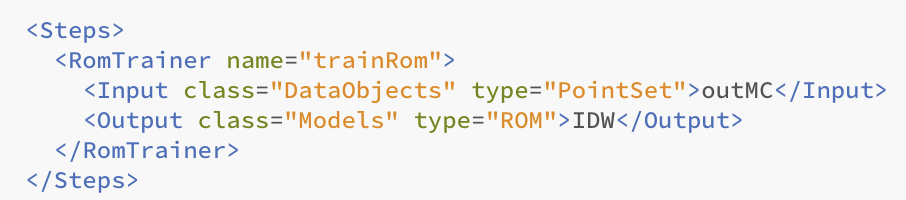 <Steps>
  <RomTrainer name="trainRom">
    <Input class="DataObjects" type="PointSet">outMC</Input>
    <Output class="Models" type="ROM">IDW</Output>
  </RomTrainer>
</Steps>